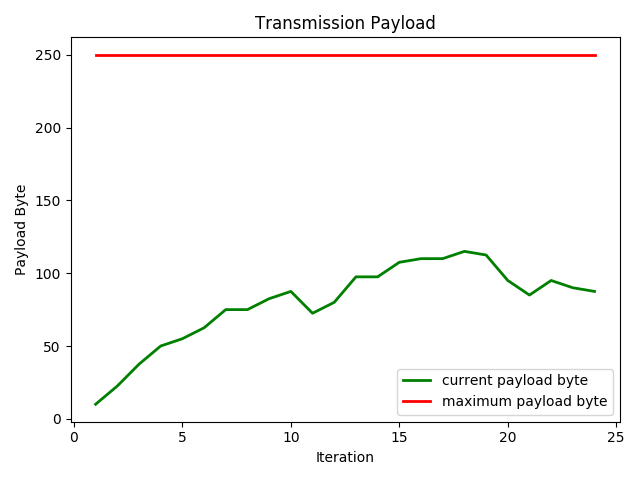 Transmission Payload
250
200
150
100
50
0
Payload Byte
current payload byte
maximum payload byte
0 5 10 15 20 25
Iteration